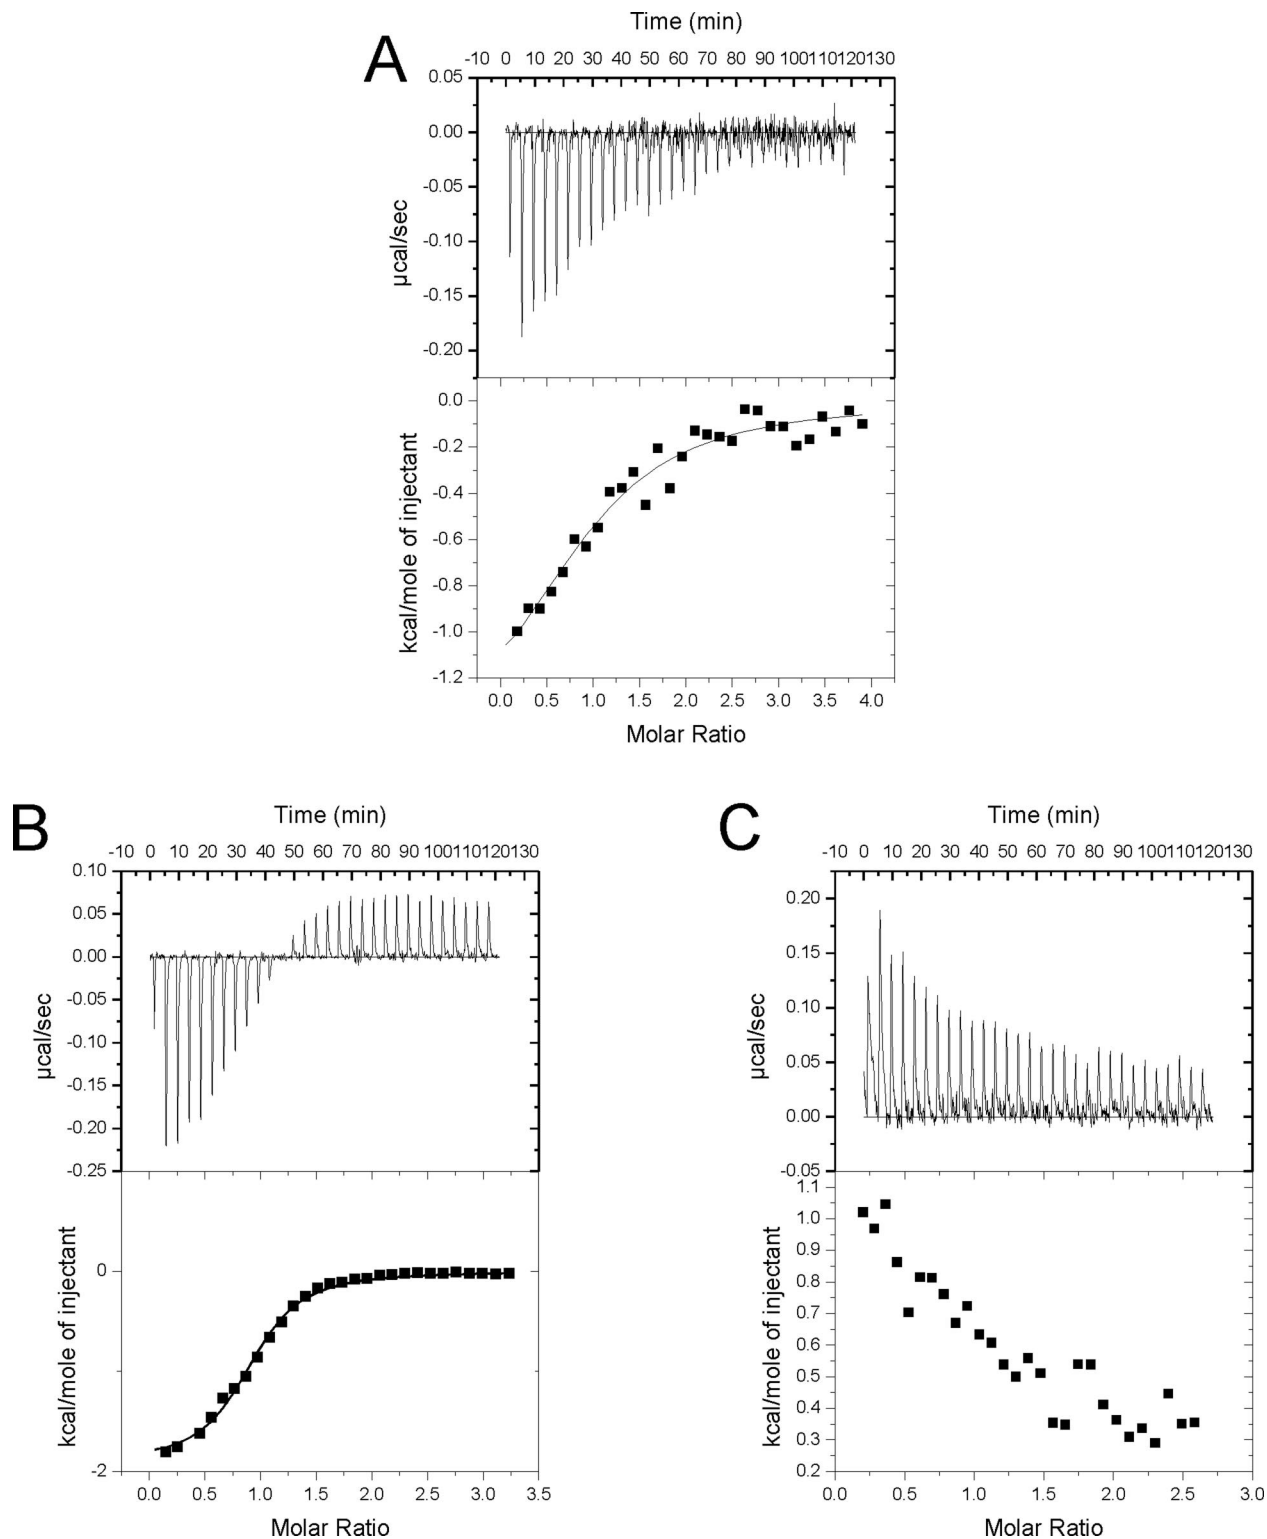 A
Time (min)
-10 0 10 20 30 40 50 60 70 80 90 100 110 120 130
0.05
0.00
-0.05
-0.10
-0.15
-0.20
µcal/sec
0.0
-0.2
-0.4
-0.6
-0.8
-1.0
-1.2
kcal/mole of injectant
0.0 0.5 1.0 1.5 2.0 2.5 3.0 3.5 4.0
Molar Ratio
B
Time (min)
-10 0 10 20 30 40 50 60 70 80 90 100 110 120 130
0.10
0.05
0.00
-0.05
-0.10
-0.15
-0.20
-0.25
µcal/sec
0
-2
kcal/mole of injectant
0.0 0.5 1.0 1.5 2.0 2.5 3.0 3.5
Molar Ratio
C
Time (min)
-10 0 10 20 30 40 50 60 70 80 90 100 110 120 130
0.20
0.15
0.10
0.05
0.00
-0.05
µcal/sec
1.1
1.0
0.9
0.8
0.7
0.6
0.5
0.4
0.3
0.2
kcal/mole of injectant
0.0 0.5 1.0 1.5 2.0 2.5 3.0
Molar Ratio